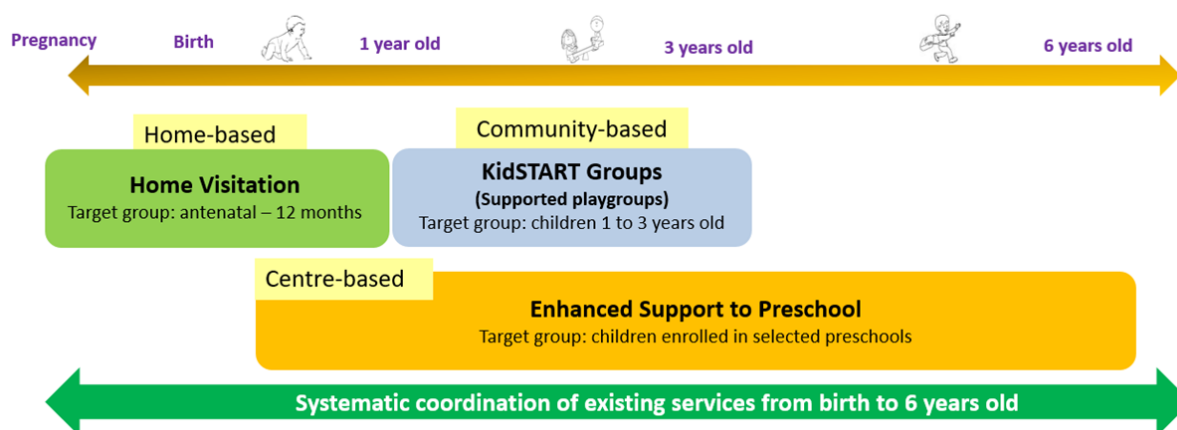 Pregnancy
Birth
1 year old
3 years old
6 years old
Home-based
Community-based
Home Visitation
Target group: antenatal – 12 months
KidSTART Groups
(Supported playgroups)
Target group: children 1 to 3 years old
Centre-based
Enhanced Support to Preschool
Target group: children enrolled in selected preschools
Systematic coordination of existing services from birth to 6 years old